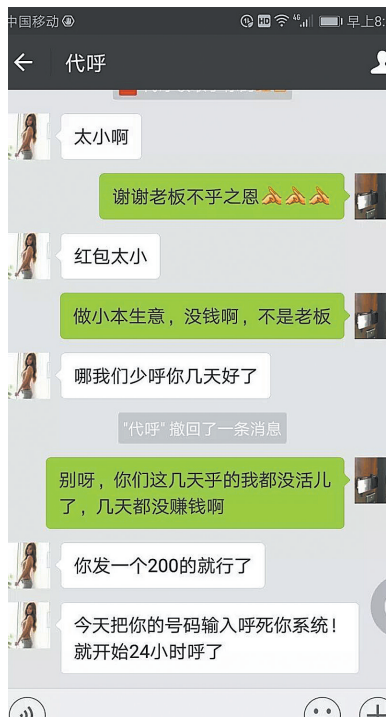 中国移动 HD 4G 早上8:
代呼
太小啊
谢谢老板不乎之恩🙏🙏🙏
红包太小
做小本生意，没钱啊，不是老板
哪我们少呼你几天好了
"代呼" 撤回了一条消息
别呀，你们这几天乎的我都没活儿
了，几天都没赚钱啊
你发一个200的就行了
今天把你的号码输入呼死你系统！
就开始24小时呼了